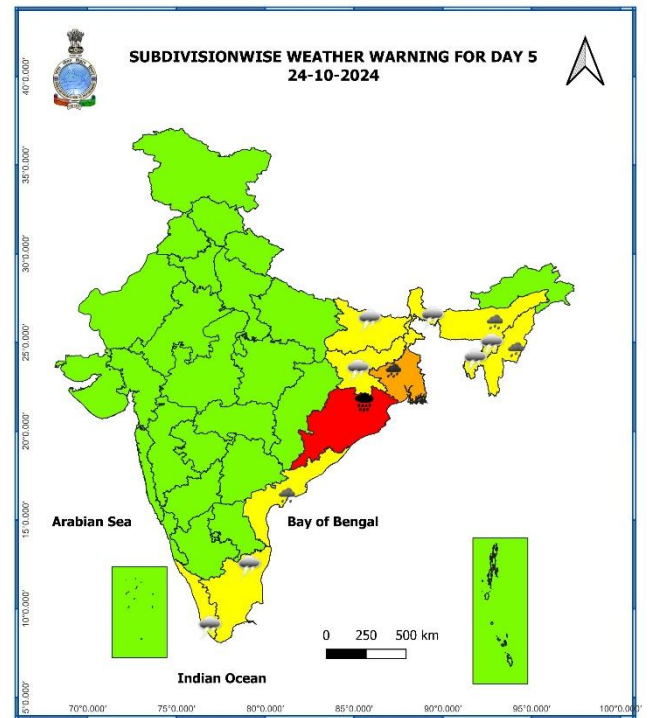 SUBDIVISIONWISE WEATHER WARNING FOR DAY 5
24-10-2024
40°0.000'
35°0.000'
30°0.000'
25°0.000'
20°0.000'
15°0.000'
10°0.000'
5°0.000'
Arabian Sea
Bay of Bengal
0 250 500 km
Indian Ocean
70°0.000' 75°0.000' 80°0.000' 85°0.000' 90°0.000' 95°0.000' 100°0.000'